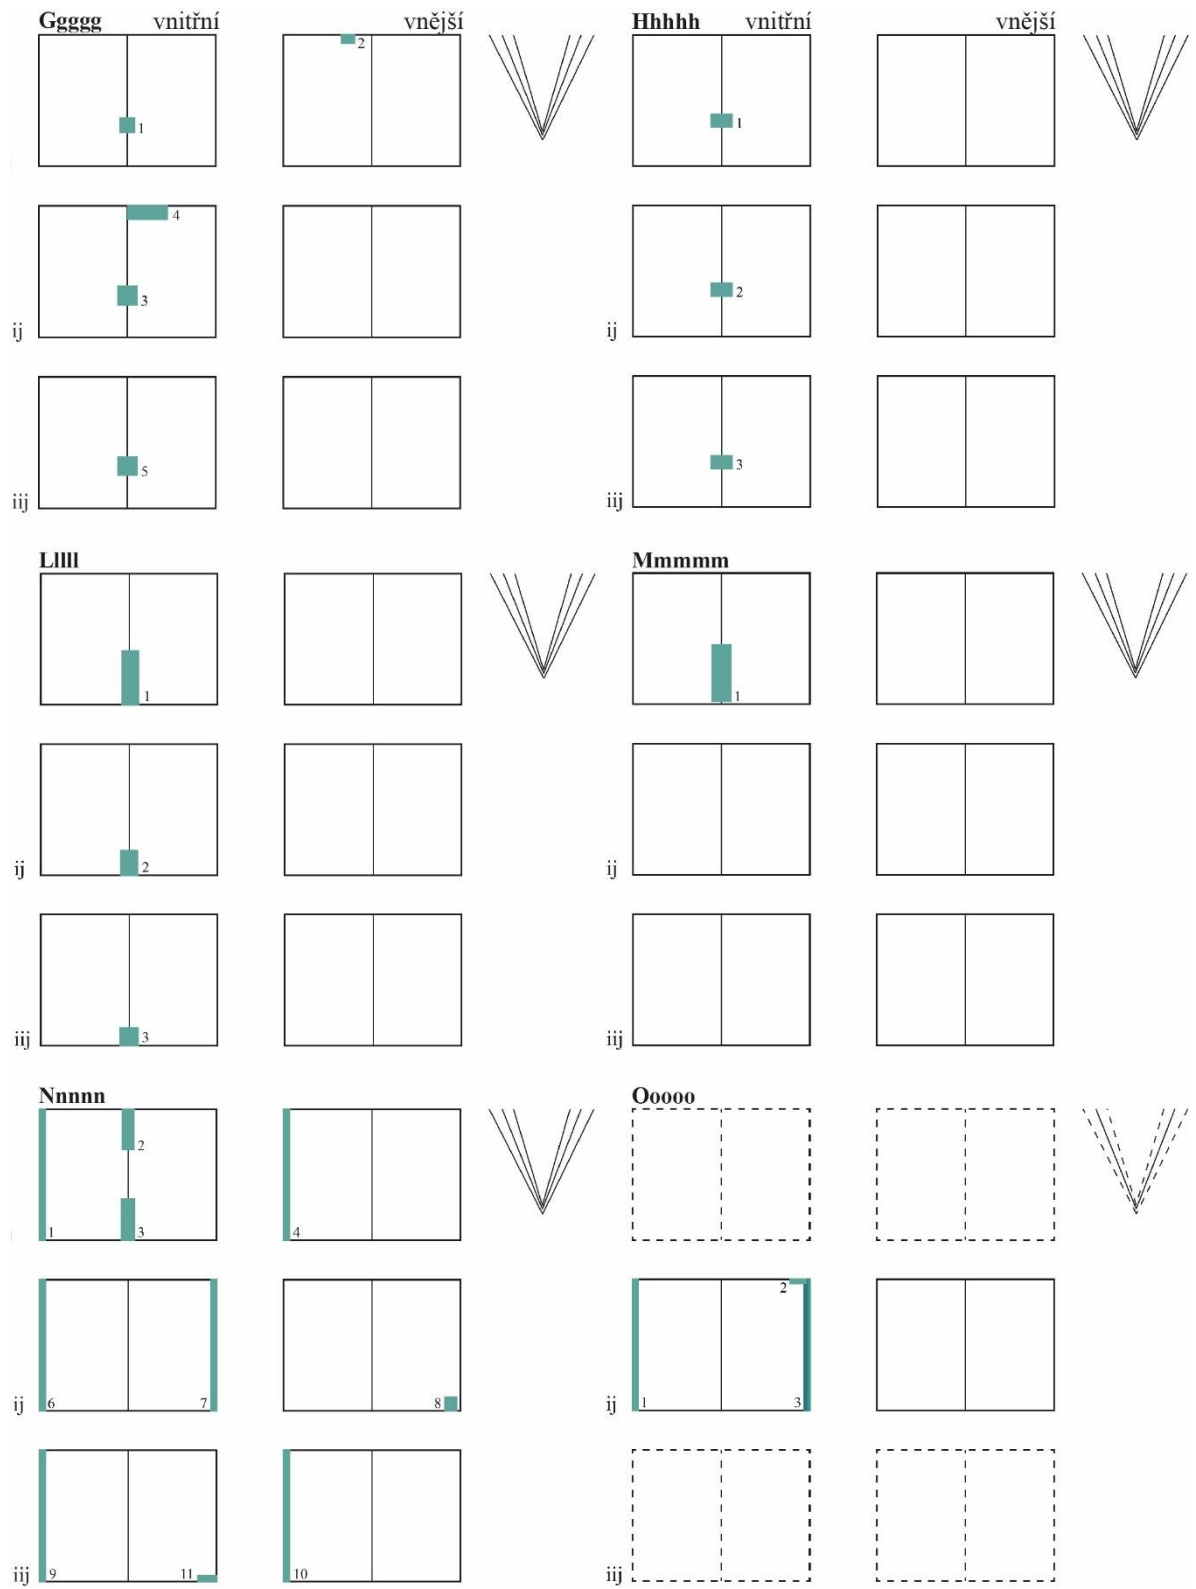 Ggggg vnitřní vnější Hhhhh vnitřní vnější
2
1 1
4
3 2
ij ij
5 3
iij iij
Lllll Mmmmm
1 1
ij 2 ij
iij 3 iij
Nnnnn Ooooo
2
1 3 4
2
ij 6 7 8 ij 1 3
iij 9 11 10 iij